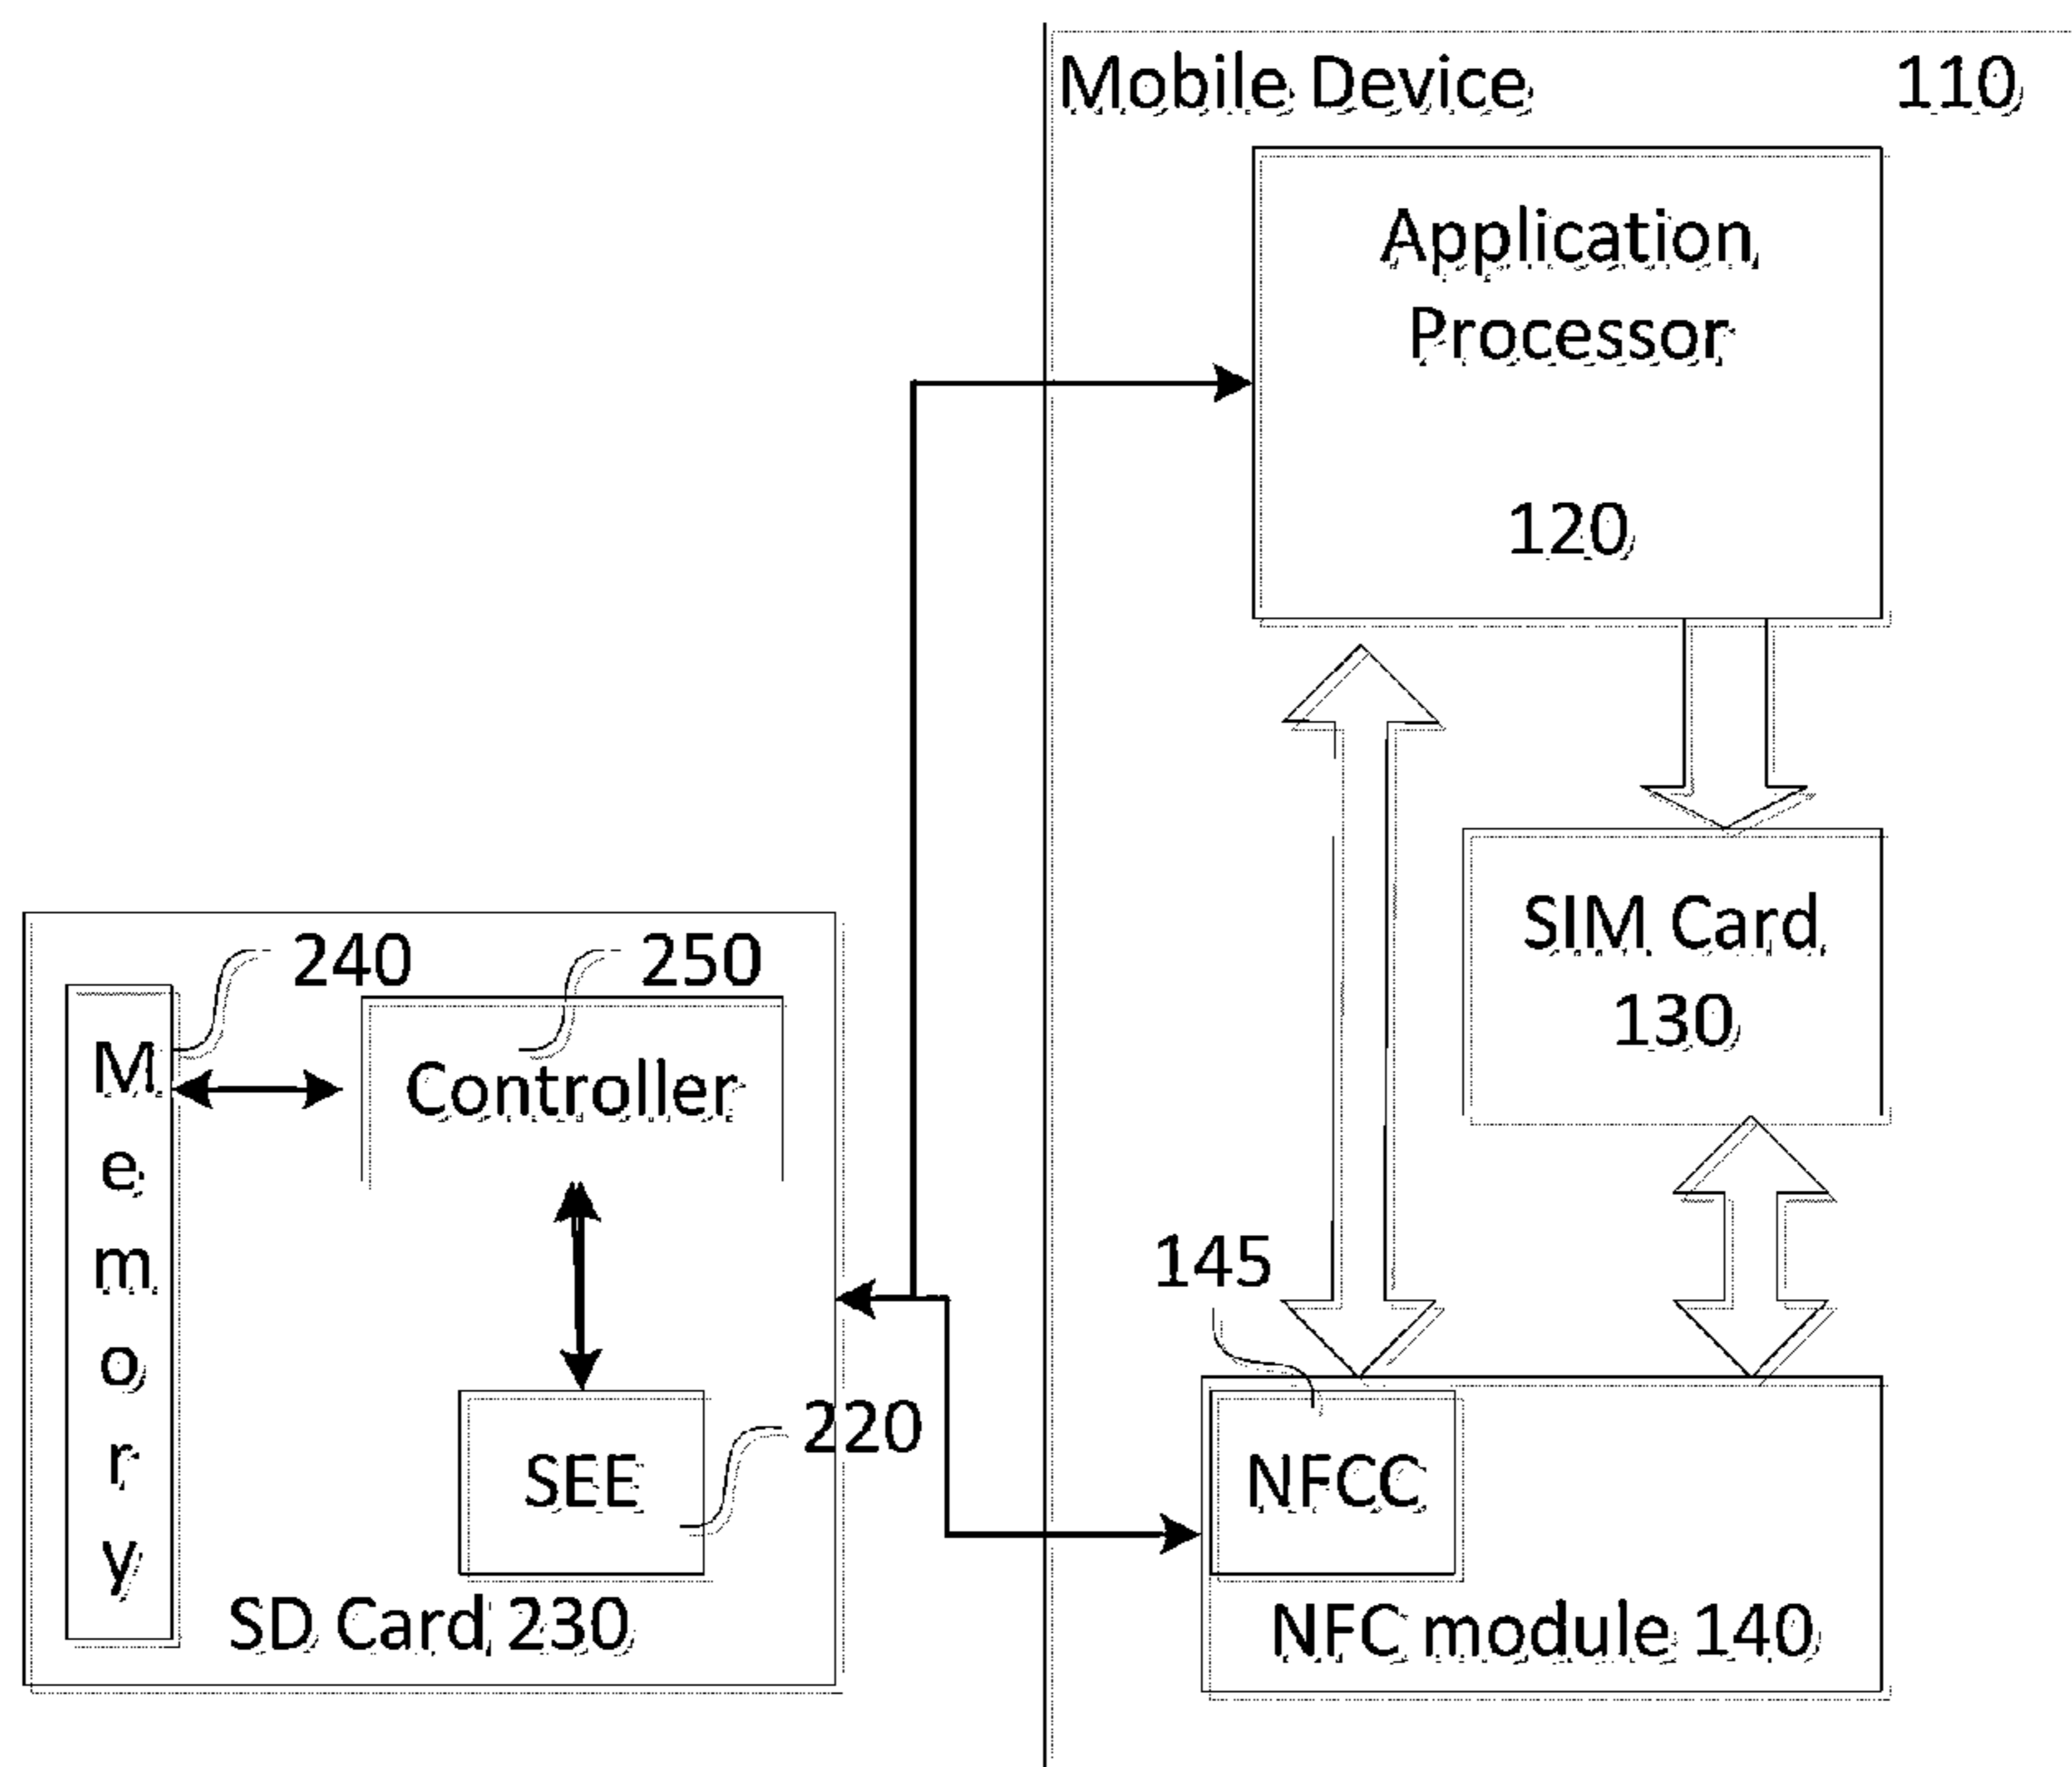 Mobile Device 110
Application
Processor
120
SIM Card
130
240
250
Memory
Controller
145
220
SEE
NFCC
SD Card 230
NFC module 140